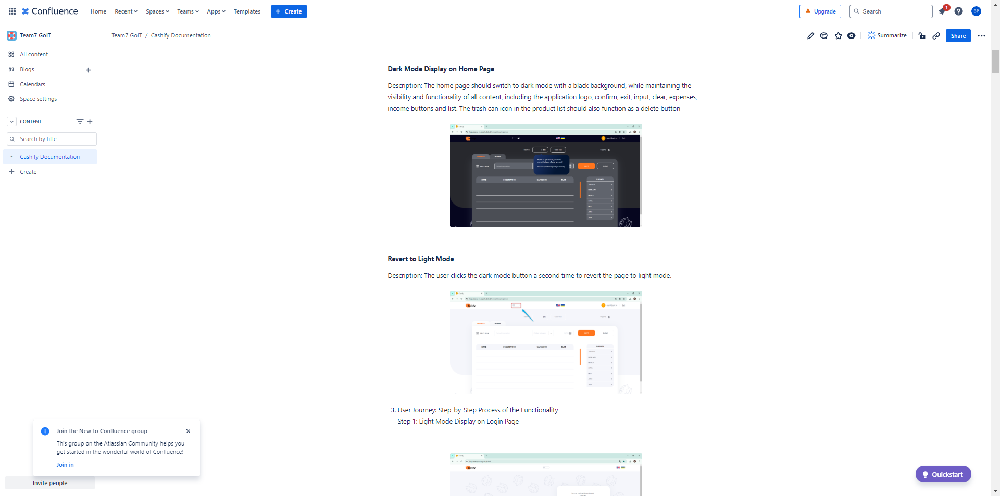 Confluence
Home
Recent
Spaces
Teams
Apps
Templates
+ Create
Upgrade
Search
1
BP
Team7 GoIT
All content
Blogs
Calendars
Space settings
CONTENT
Search by title
Cashify Documentation
Create
Team7 GoIT / Cashify Documentation
Summarize
Share
Dark Mode Display on Home Page
Description: The home page should switch to dark mode with a black background, while maintaining the
visibility and functionality of all content, including the application logo, confirm, exit, input, clear, expenses,
income buttons and list. The trash can icon in the product list should also function as a delete button
DATE DESCRIPTION CATEGORY SUM
Revert to Light Mode
Description: The user clicks the dark mode button a second time to revert the page to light mode.
Cashify
DATE DESCRIPTION CATEGORY SUM
3. User Journey: Step-by-Step Process of the Functionality
Step 1: Light Mode Display on Login Page
Cashify
Join the New to Confluence group
This group on the Atlassian Community helps you
get started in the wonderful world of Confluence!
Join in
Invite people
Quickstart